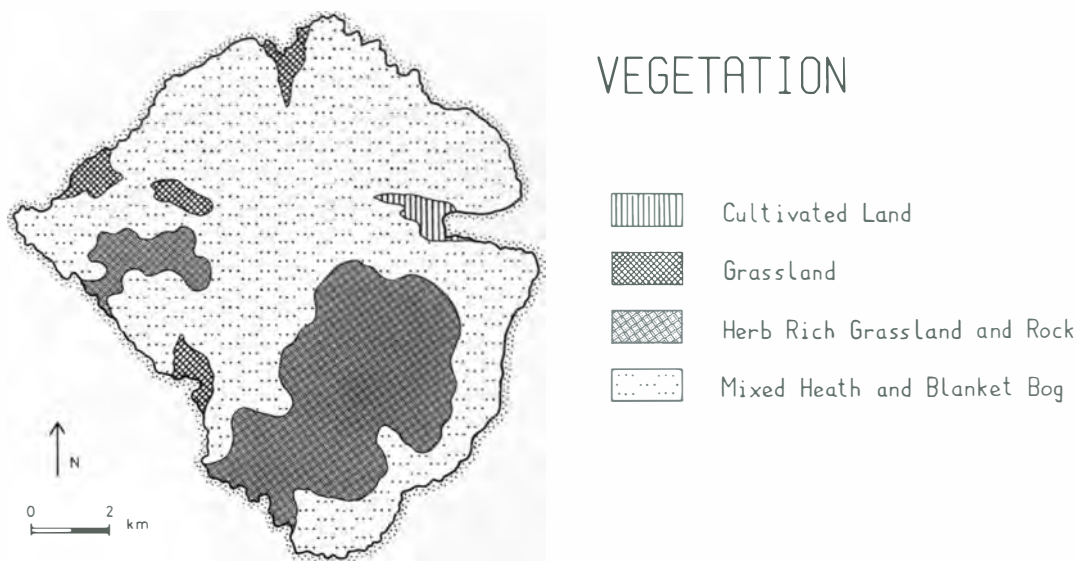 VEGETATION
Cultivated Land
Grassland
Herb Rich Grassland and Rock
Mixed Heath and Blanket Bog
N
0 2
km